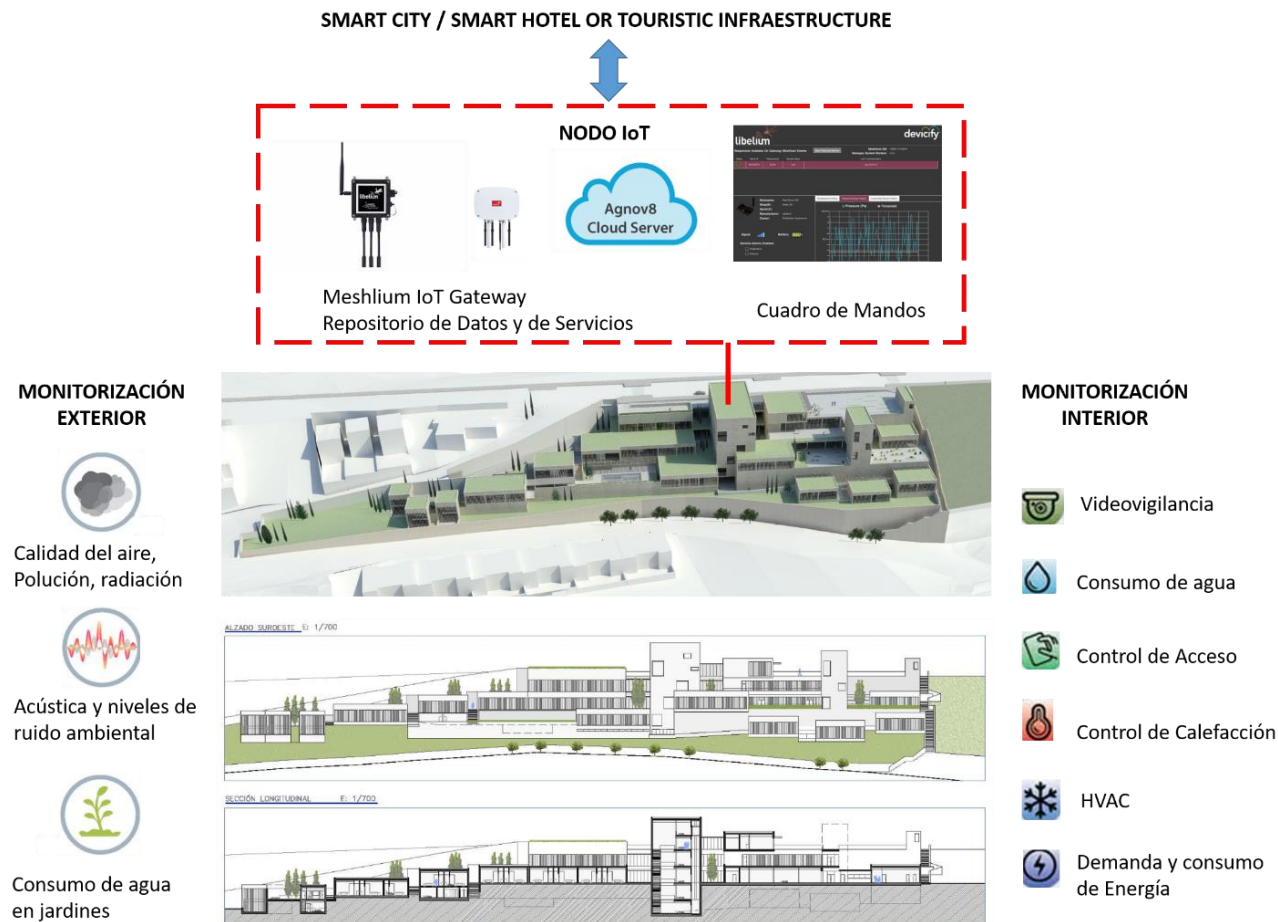 SMART CITY / SMART HOTEL OR TOURISTIC INFRAESTRUCTURE
NODO IoT
libelium
devicify
libelium
Agnov8
Cloud Server
Meshlium IoT Gateway
Repositorio de Datos y de Servicios
Cuadro de Mandos
MONITORIZACIÓN
EXTERIOR
Calidad del aire,
Polución, radiación
Acústica y niveles de
ruido ambiental
Consumo de agua
en jardines
ALZADO SUROESTE E: 1/700
SECCIÓN LONGITUDINAL E: 1/700
MONITORIZACIÓN
INTERIOR
Videovigilancia
Consumo de agua
Control de Acceso
Control de Calefacción
HVAC
Demanda y consumo
de Energía